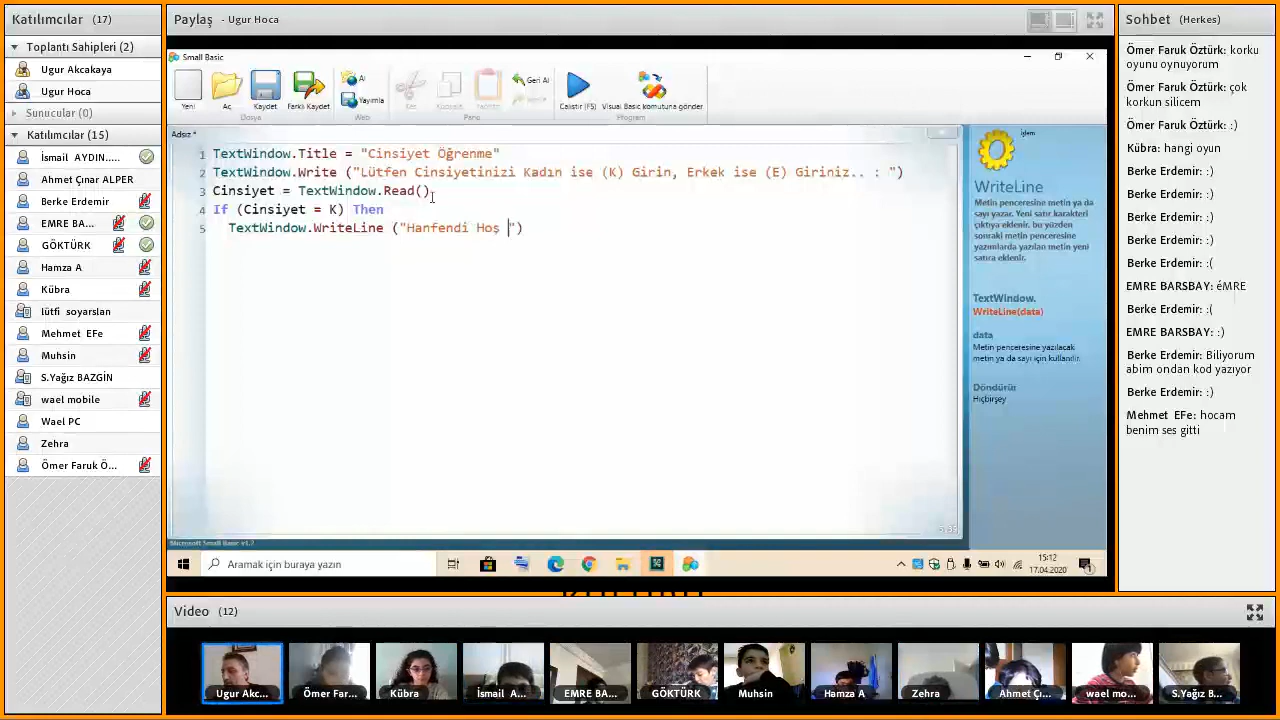 Katılımcılar (17)
Toplantı Sahipleri (2)
Ugur Akcakaya
Ugur Hoca
Sunucular (0)
Katılımcılar (15)
İsmail AYDIN.....
Ahmet Çınar ALPER
Berke Erdemir
EMRE BA...
GÖKTÜRK
Hamza A
Kübra
lütfi soyarslan
Mehmet EFe
Muhsin
S.Yağız BAZGİN
wael mobile
Wael PC
Zehra
Ömer Faruk Ö...
Paylaş - Ugur Hoca
Small Basic
Yeni
Aç
Kaydet
Farklı Kaydet
Al
Yayımla
Geri Al
Çalıştır (F5)
Visual Basic komutuna gönder
Dosya
Web
Pano
Program
Adsız *
1 TextWindow.Title = "Cinsiyet Öğrenme"
2 TextWindow.Write ("Lütfen Cinsiyetinizi Kadın ise (K) Girin, Erkek ise (E) Giriniz.. : ")
3 Cinsiyet = TextWindow.Read()
4 If (Cinsiyet = K) Then
5 TextWindow.WriteLine ("Hanfendi Hoş ")
İşlem
WriteLine
Metin penceresine metin ya da
sayı yazar. Yeni satır karakteri
çıktıya eklenir. bu yüzden
sonraki metin penceresine
yazımlarda yazılan metin yeni
satıra eklenir.
TextWindow.
WriteLine(data)
data
Metin penceresine yazılacak
metin ya da sayı için kullanılır.
Döndürür
Hiçbirşey
Microsoft Small Basic v1.2
Aramak için buraya yazın
15:12
17.04.2020
Video (12)
Ugur Akc...
Ömer Far...
Kübra
İsmail A...
EMRE BA...
GÖKTÜRK
Muhsin
Hamza A
Zehra
Ahmet Çı...
wael mo...
S.Yağız B...
Sohbet (Herkes)
Ömer Faruk Öztürk: korku
oyunu oynuyorum
Ömer Faruk Öztürk: çok
korkun silicem
Ömer Faruk Öztürk: :)
Kübra: hangi oyun
Berke Erdemir: :)
Berke Erdemir: :)
Berke Erdemir: :)
Berke Erdemir: :)
Berke Erdemir: :(
EMRE BARSBAY: éMRE
Berke Erdemir: :(
EMRE BARSBAY: :)
Berke Erdemir: Biliyorum
abim ondan kod yazıyor
Berke Erdemir: :)
Mehmet EFe: hocam
benim ses gitti